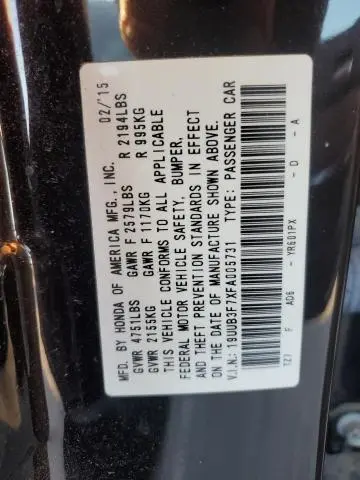 MFD. BY HONDA OF AMERICA MFG., INC. 02/'15
GVWR 4751LBS GAWR F 2579LBS R 2194LBS
GVWR 2155KG GAWR F 1170KG R 995KG
THIS VEHICLE CONFORMS TO ALL APPLICABLE
FEDERAL MOTOR VEHICLE SAFETY, BUMPER,
AND THEFT PREVENTION STANDARDS IN EFFECT
ON THE DATE OF MANUFACTURE SHOWN ABOVE.
V.I.N.: 19UUB3F7XFA005731 TYPE: PASSENGER CAR
TZ7 F AD6 - YR601PX - D - A